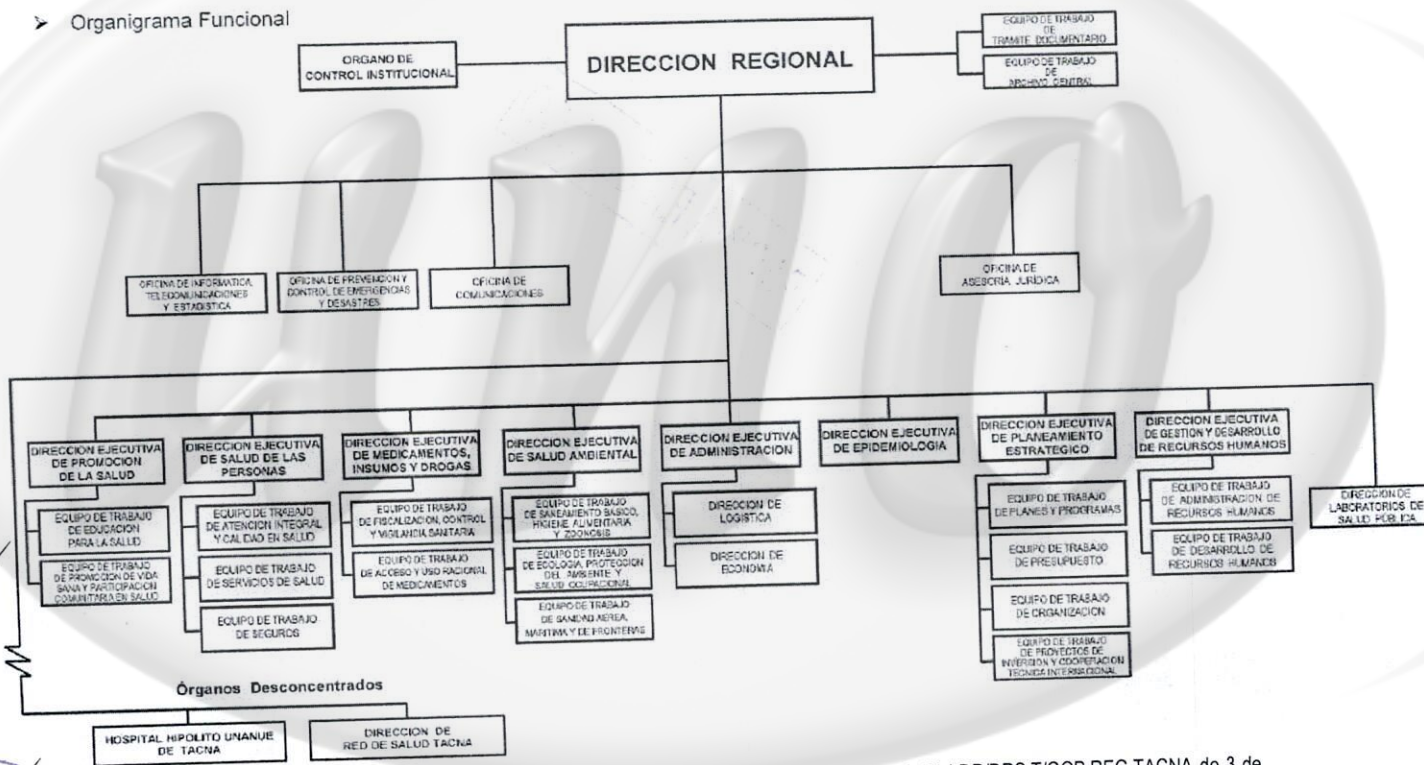 ➢ Organigrama Funcional
ORGANO DE
CONTROL INSTITUCIONAL
DIRECCION REGIONAL
EQUIPO DE TRABAJO
DE
TRAMITE DOCUMENTARIO
EQUIPO DE TRABAJO
DE
ARCHIVO CENTRAL
OFICINA DE INFORMATICA,
TELECOMUNICACIONES
Y ESTADISTICA
OFICINA DE PREVENCION Y
CONTROL DE EMERGENCIAS
Y DESASTRES
OFICINA DE
COMUNICACIONES
OFICINA DE
ASESORIA JURÍDICA
DIRECCION EJECUTIVA
DE PROMOCION
DE LA SALUD
EQUIPO DE TRABAJO
DE EDUCACION
PARA LA SALUD
EQUIPO DE TRABAJO
DE PROMOCION DE VIDA
SANA Y PARTICIPACION
COMUNITARIA EN SALUD
DIRECCION EJECUTIVA
DE SALUD DE LAS
PERSONAS
EQUIPO DE TRABAJO
DE ATENCION INTEGRAL
Y CALIDAD EN SALUD
EQUIPO DE TRABAJO
DE SERVICIOS DE SALUD
EQUIPO DE TRABAJO
DE SEGUROS
DIRECCION EJECUTIVA
DE MEDICAMENTOS,
INSUMOS Y DROGAS
EQUIPO DE TRABAJO
DE FISCALIZACION, CONTROL
Y VIGILANCIA SANITARIA
EQUIPO DE TRABAJO
DE ACCESO Y USO RACIONAL
DE MEDICAMENTOS
DIRECCION EJECUTIVA
DE SALUD AMBIENTAL
EQUIPO DE TRABAJO
DE SANEAMIENTO BASICO,
HIGIENE ALIMENTARIA
Y ZOONOSIS
EQUIPO DE TRABAJO
DE ECOLOGIA, PROTECCION
DEL AMBIENTE Y
SALUD OCUPACIONAL
EQUIPO DE TRABAJO
DE SANIDAD AEREA,
MARITIMA Y DE FRONTERAS
DIRECCION EJECUTIVA
DE ADMINISTRACION
DIRECCION DE
LOGISTICA
DIRECCION DE
ECONOMIA
DIRECCION EJECUTIVA
DE EPIDEMIOLOGIA
DIRECCION EJECUTIVA
DE PLANEAMIENTO
ESTRATEGICO
EQUIPO DE TRABAJO
DE PLANES Y PROGRAMAS
EQUIPO DE TRABAJO
DE PRESUPUESTO
EQUIPO DE TRABAJO
DE ORGANIZACION
EQUIPO DE TRABAJO
DE PROYECTOS DE
INVERSION Y COOPERACION
TECNICA INTERNACIONAL
DIRECCION EJECUTIVA
DE GESTION Y DESARROLLO
DE RECURSOS HUMANOS
EQUIPO DE TRABAJO
DE ADMINISTRACION DE
RECURSOS HUMANOS
EQUIPO DE TRABAJO
DE DESARROLLO DE
RECURSOS HUMANOS
DIRECCION DE
LABORATORIOS DE
SALUD PÚBLICA
Órganos Desconcentrados
HOSPITAL HIPOLITO UNANUE
DE TACNA
DIRECCION DE
RED DE SALUD TACNA
TACNA de 3 de
uno